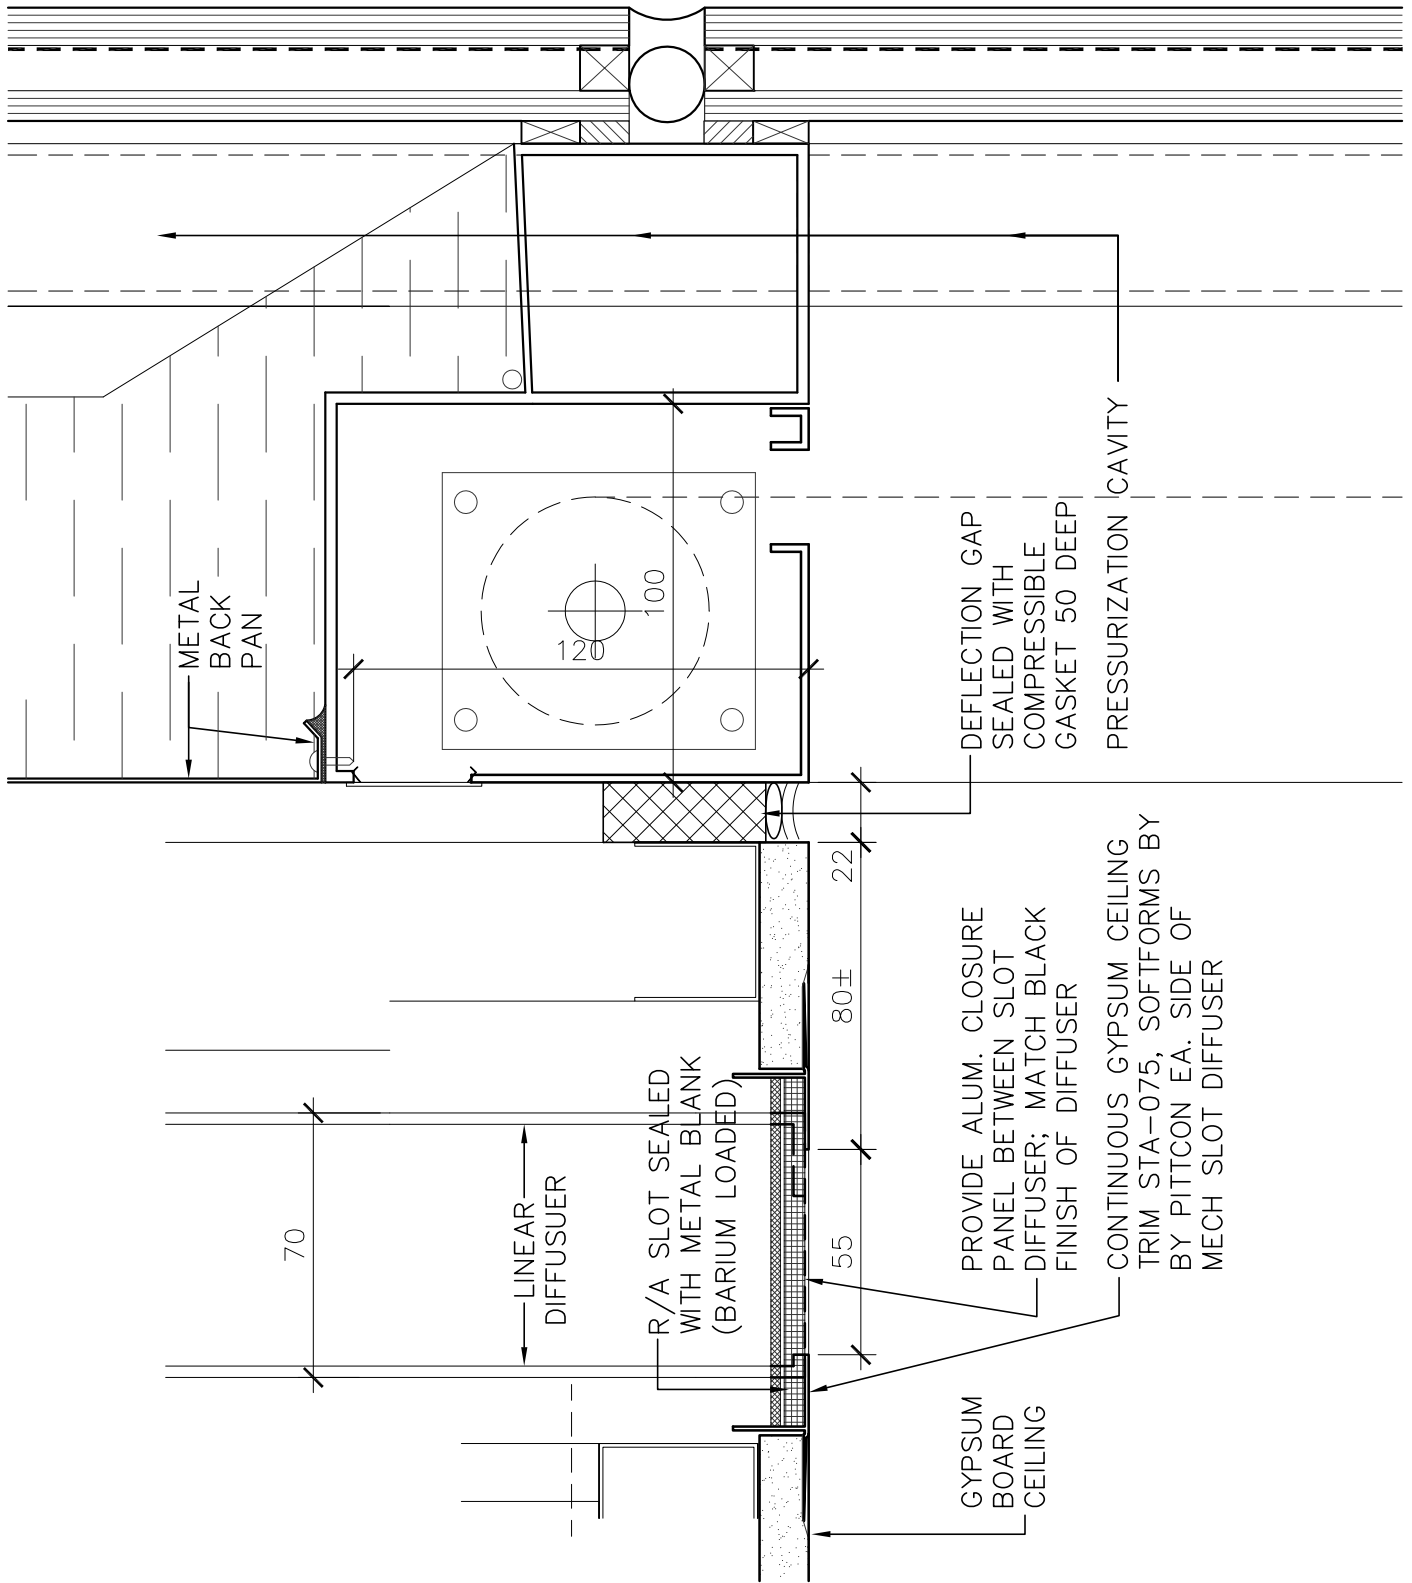 METAL
BACK
PAN
120
100
DEFLECTION GAP
SEALED WITH
COMPRESSIBLE
GASKET 50 DEEP
PRESSURIZATION CAVITY
70
LINEAR
DIFFUSUER
R/A SLOT SEALED
WITH METAL BLANK
(BARIUM LOADED)
22
80±
55
PROVIDE ALUM. CLOSURE
PANEL BETWEEN SLOT
DIFFUSER; MATCH BLACK
FINISH OF DIFFUSER
CONTINUOUS GYPSUM CEILING
TRIM STA-075, SOFTFORMS BY
BY PITTCON EA. SIDE OF
MECH SLOT DIFFUSER
GYPSUM
BOARD
CEILING